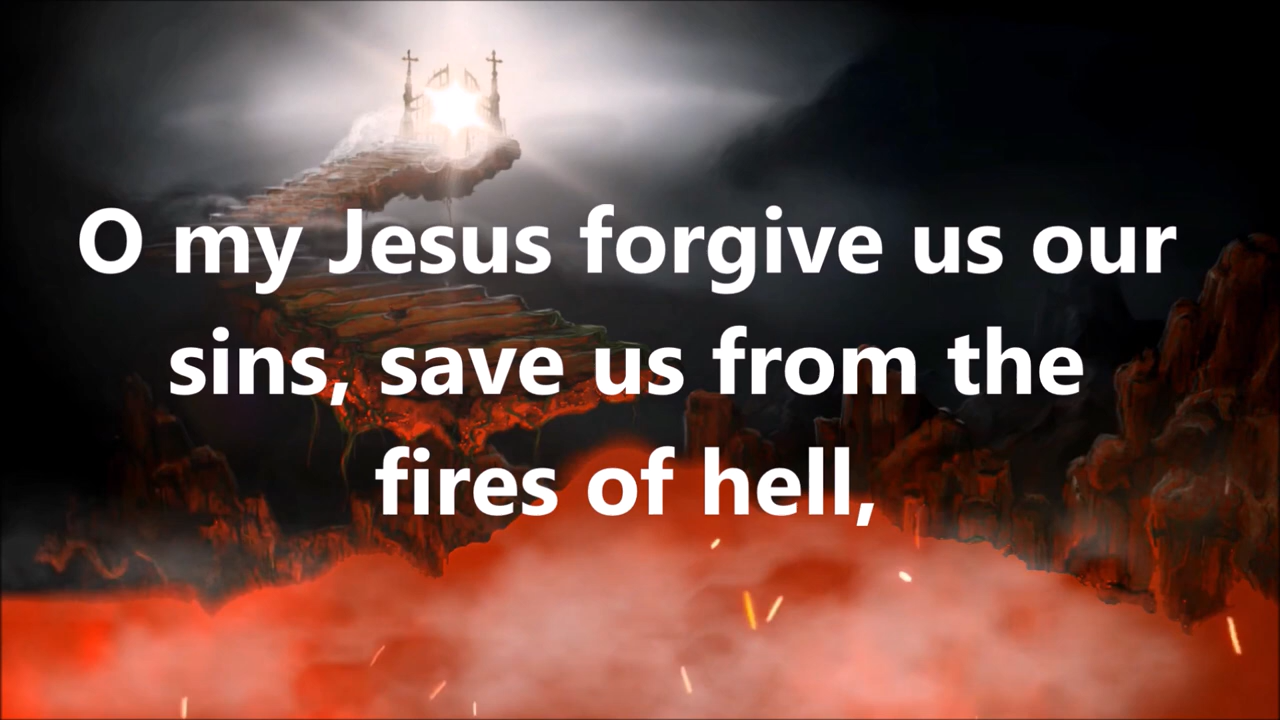 O my Jesus forgive us our
sins, save us from the
fires of hell,